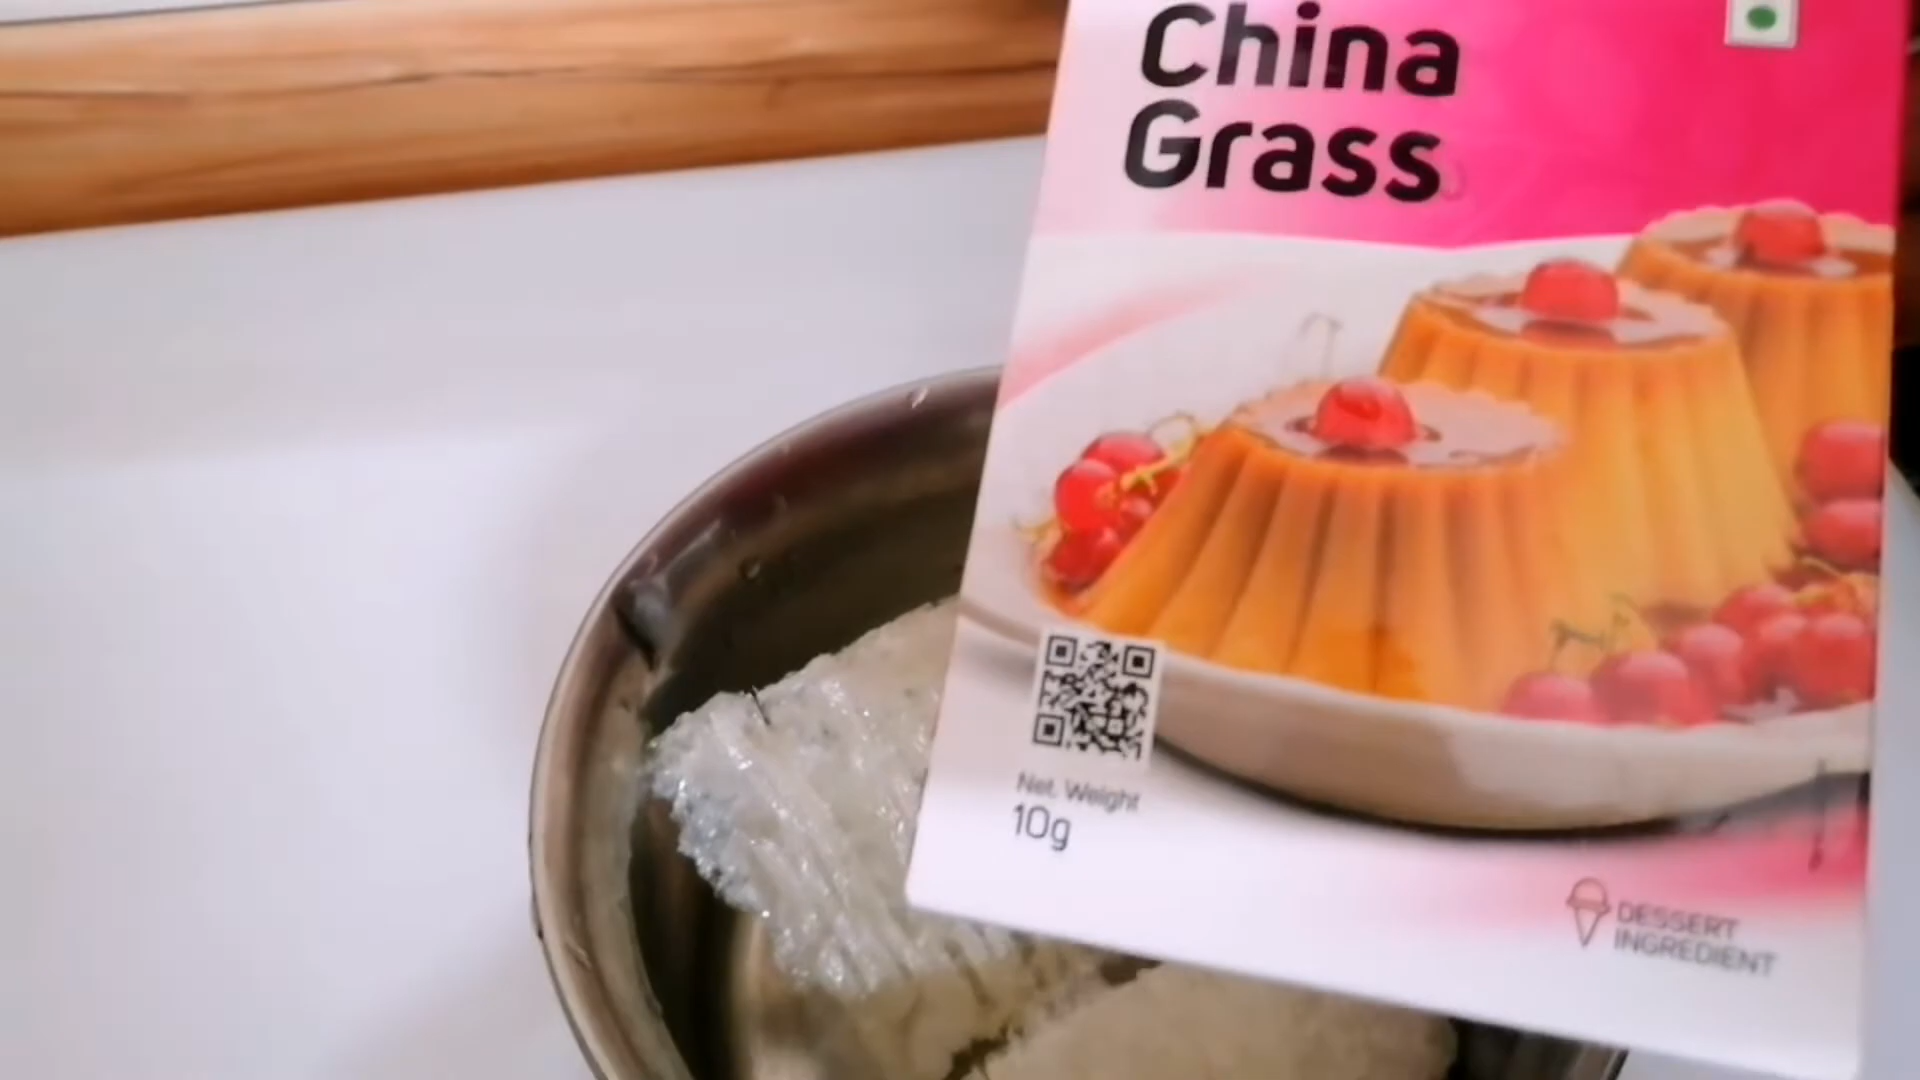 China
Grass
Net. Weight
10g
DESSERT
INGREDIENT